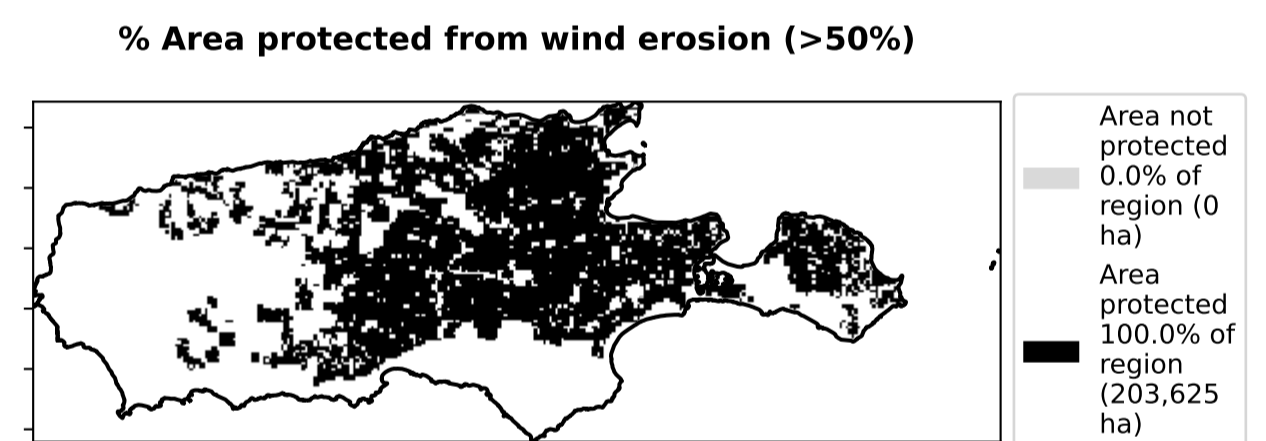 % Area protected from wind erosion (>50%)
Area not
protected
0.0% of
region (0
ha)
Area
protected
100.0% of
region
(203,625
ha)